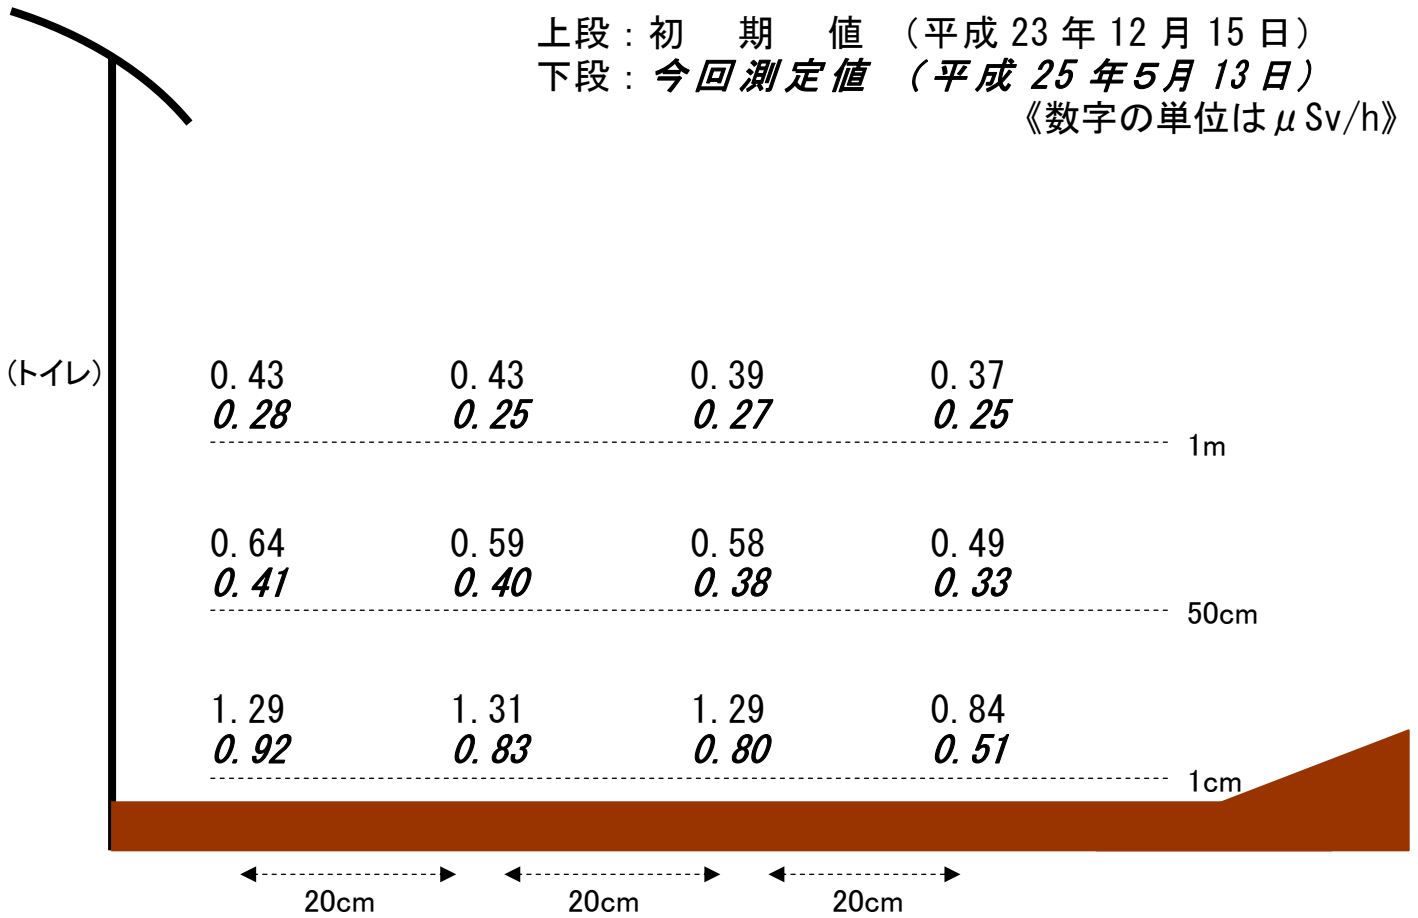 上段：初　期　値　（平成 23 年 12 月 15 日）
下段：今回測定値　（平成 25 年５月 13 日）
《数字の単位はμSv/h》
(トイレ)
0.43 0.43 0.39 0.37
0.28 0.25 0.27 0.25
1m
0.64 0.59 0.58 0.49
0.41 0.40 0.38 0.33
50cm
1.29 1.31 1.29 0.84
0.92 0.83 0.80 0.51
1cm
20cm 20cm 20cm